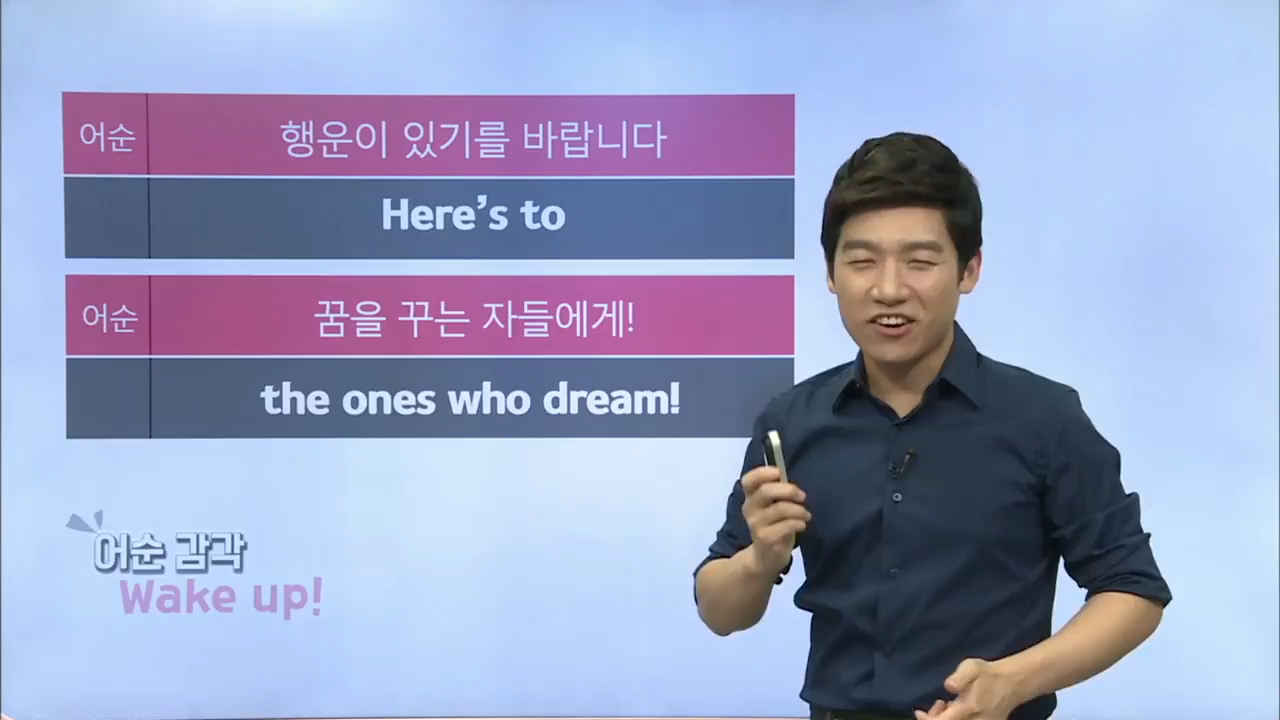 어순 행운이 있기를 바랍니다
Here's to
어순 꿈을 꾸는 자들에게!
the ones who dream!
어순 감각
Wake up!